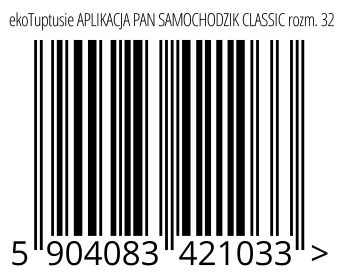 ekoTuptusie APLIKACJA PAN SAMOCHODZIK CLASSIC rozm. 32
5 904083 421033 >